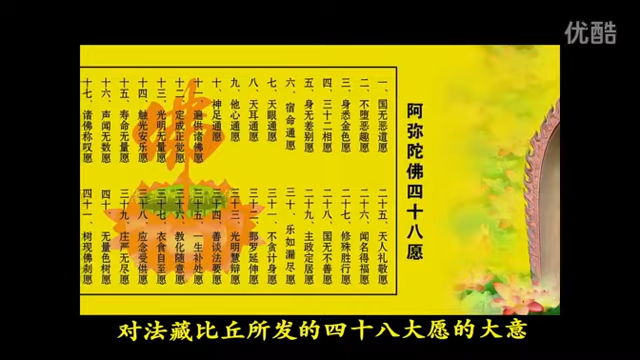 优酷
阿弥陀佛四十八愿
一、国无恶道愿
二、不堕恶趣愿
三、身悉金色愿
四、三十二相愿
五、身无差别愿
六、宿命通愿
七、天眼通愿
八、天耳通愿
九、他心通愿
十、神足通愿
十一、遍供诸佛愿
十二、定成正觉愿
十三、光明无量愿
十四、触光安乐愿
十五、寿命无量愿
十六、声闻无数愿
十七、诸佛称叹愿
二十五、天人礼敬愿
二十六、闻名得福愿
二十七、修殊胜行愿
二十八、国无不善愿
二十九、主政定居愿
三十、乐如漏尽愿
三十一、不贪计身愿
三十二、那罗延伸愿
三十三、光明慧辩愿
三十四、善谈法要愿
三十五、一生补处愿
三十六、教化随意愿
三十七、衣食自至愿
三十八、应念受供愿
三十九、庄严无尽愿
四十、无量色树愿
四十一、树现佛刹愿
对法藏比丘所发的四十八大愿的大意